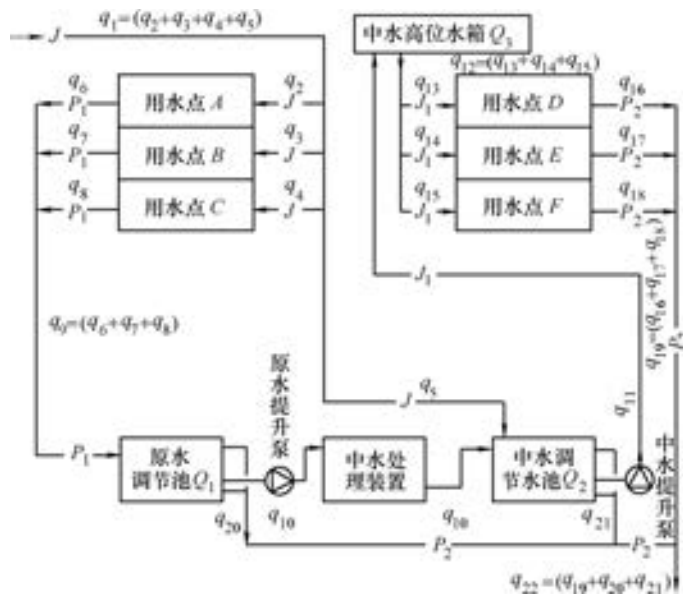 q₁=(q₂+q₃+q₄+q₅)
J
中水高位水箱 Q₃
q₁₂=(q₁₃+q₁₄+q₁₅)
q₆
P₁
用水点 A
q₂
J
q₇
P₁
用水点 B
q₃
J
q₈
P₁
用水点 C
q₄
J
q₁₃
J₁
用水点 D
q₁₆
P₂
q₁₄
J₁
用水点 E
q₁₇
P₂
q₁₅
J₁
用水点 F
q₁₈
P₂
J₁
q₁₉=(q₁₆+q₁₇+q₁₈)
P₂
q₉=(q₆+q₇+q₈)
原水提升泵
q₅
J
q₁₁
P₁
原水
调节池Q₁
中水处
理装置
中水调
节水池Q₂
中水提升泵
q₂₀
q₁₀
q₁₀
q₂₁
P₂
P₂
q₂₂=(q₁₉+q₂₀+q₂₁)